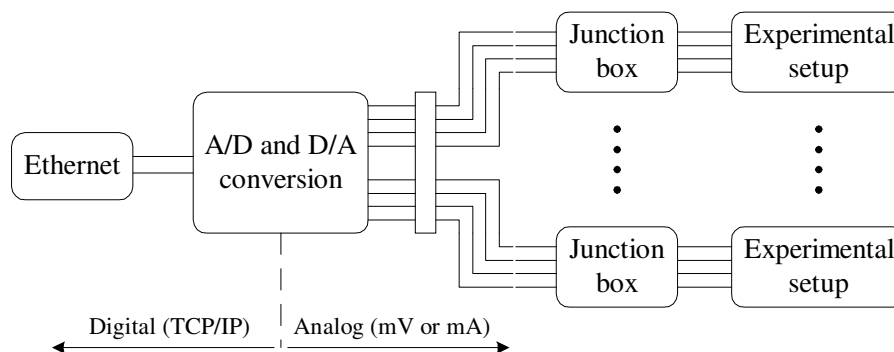 Junction
box
Experimental
setup
Ethernet
A/D and D/A
conversion
Junction
box
Experimental
setup
Digital (TCP/IP)
Analog (mV or mA)